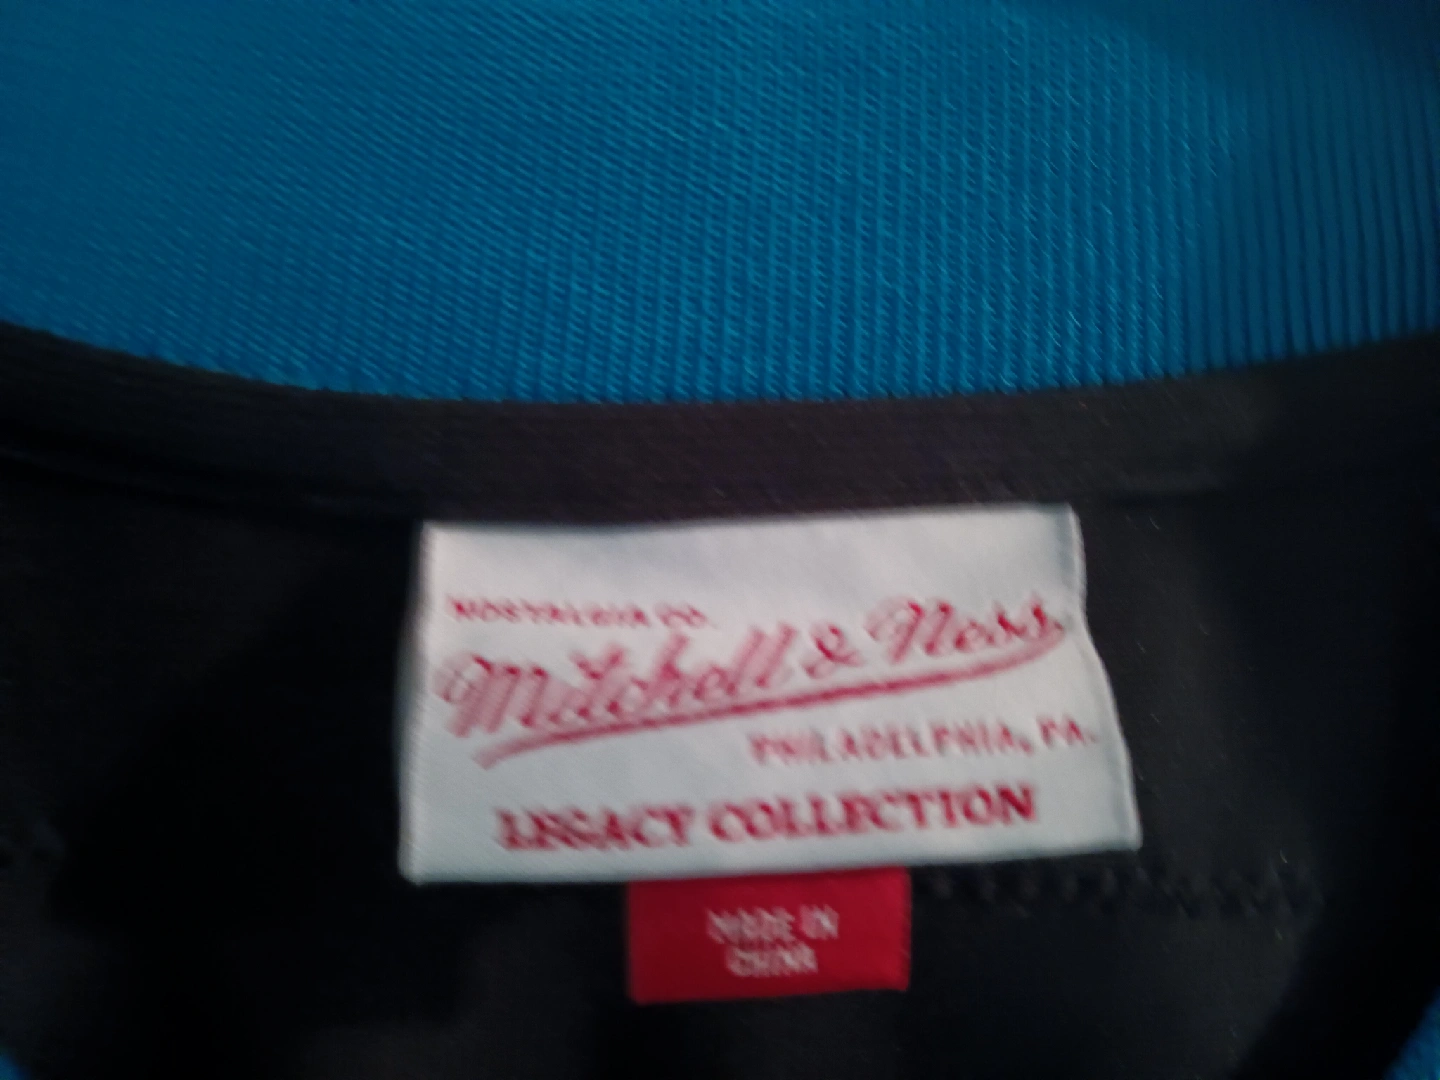 NOSTALGIA CO.
Mitchell & Ness
PHILADELPHIA, PA.
LEGACY COLLECTION
MADE IN
CHINA